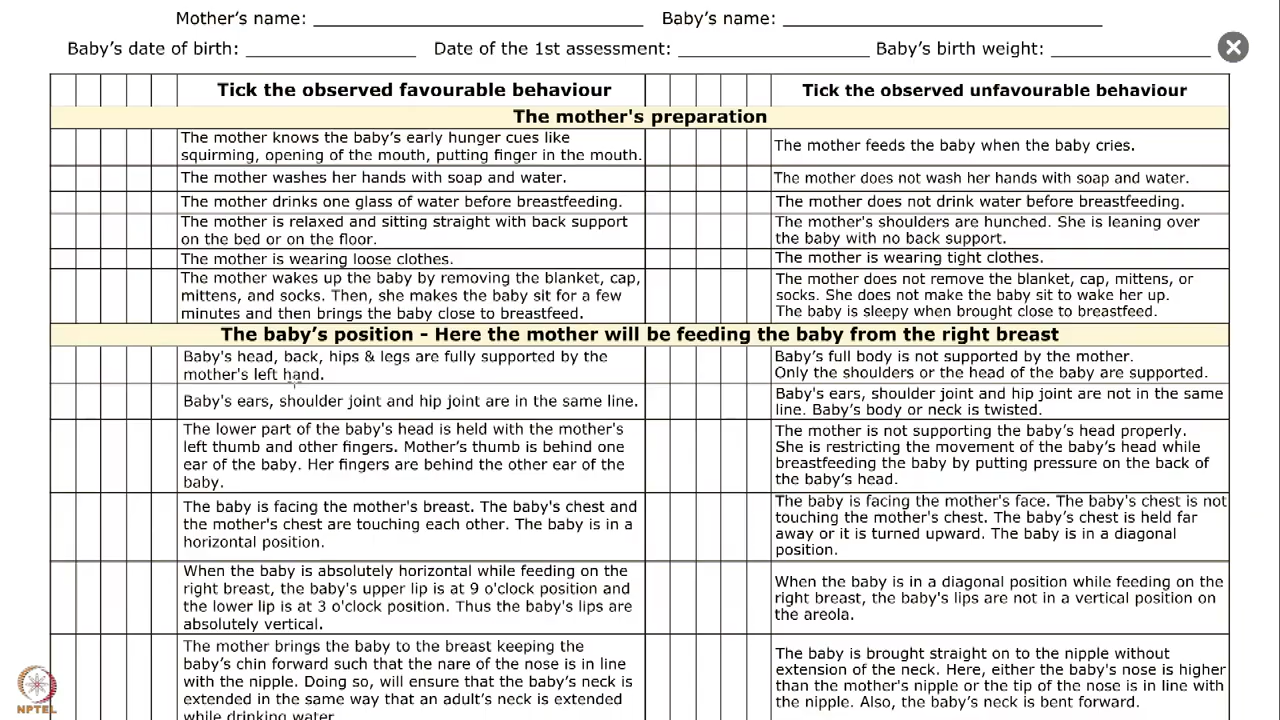 Mother's name: ____________ Baby's name: ____________
Baby's date of birth: ____________ Date of the 1st assessment: ____________ Baby's birth weight: ____________
Tick the observed favourable behaviour
Tick the observed unfavourable behaviour
The mother's preparation
The mother knows the baby's early hunger cues like
squirming, opening of the mouth, putting finger in the mouth.
The mother feeds the baby when the baby cries.
The mother washes her hands with soap and water.
The mother does not wash her hands with soap and water.
The mother drinks one glass of water before breastfeeding.
The mother does not drink water before breastfeeding.
The mother is relaxed and sitting straight with back support
on the bed or on the floor.
The mother's shoulders are hunched. She is leaning over
the baby with no back support.
The mother is wearing loose clothes.
The mother is wearing tight clothes.
The mother wakes up the baby by removing the blanket, cap,
mittens, and socks. Then, she makes the baby sit for a few
minutes and then brings the baby close to breastfeed.
The mother does not remove the blanket, cap, mittens, or
socks. She does not make the baby sit to wake her up.
The baby is sleepy when brought close to breastfeed.
The baby's position - Here the mother will be feeding the baby from the right breast
Baby's head, back, hips & legs are fully supported by the
mother's left hand.
Baby's full body is not supported by the mother.
Only the shoulders or the head of the baby are supported.
Baby's ears, shoulder joint and hip joint are in the same line.
Baby's ears, shoulder joint and hip joint are not in the same
line. Baby's body or neck is twisted.
The lower part of the baby's head is held with the mother's
left thumb and other fingers. Mother's thumb is behind one
ear of the baby. Her fingers are behind the other ear of the
baby.
The mother is not supporting the baby's head properly.
She is restricting the movement of the baby's head while
breastfeeding the baby by putting pressure on the back of
the baby's head.
The baby is facing the mother's breast. The baby's chest and
the mother's chest are touching each other. The baby is in a
horizontal position.
The baby is facing the mother's face. The baby's chest is not
touching the mother's chest. The baby's chest is held far
away or it is turned upward. The baby is in a diagonal
position.
When the baby is absolutely horizontal while feeding on the
right breast, the baby's upper lip is at 9 o'clock position and
the lower lip is at 3 o'clock position. Thus the baby's lips are
absolutely vertical.
When the baby is in a diagonal position while feeding on the
right breast, the baby's lips are not in a vertical position on
the areola.
The mother brings the baby to the breast keeping the
baby's chin forward such that the nare of the nose is in line
with the nipple. Doing so, will ensure that the baby's neck is
extended in the same way that an adult's neck is extended
while drinking water.
The baby is brought straight on to the nipple without
extension of the neck. Here, either the baby's nose is higher
than the mother's nipple or the tip of the nose is in line with
the nipple. Also, the baby's neck is bent forward.
NPTEL